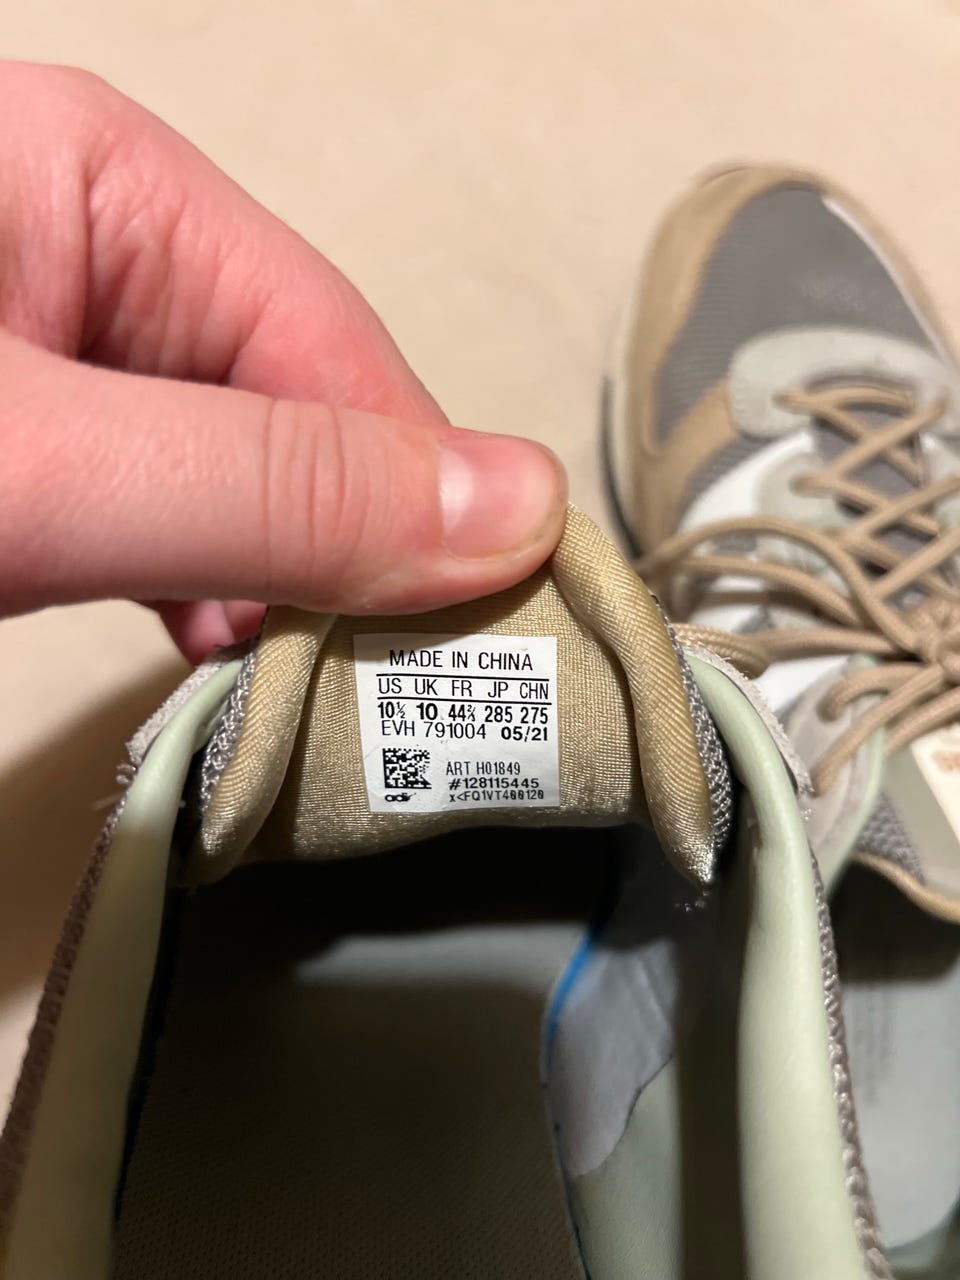 MADE IN CHINA
US UK FR JP CHN
10½ 10 44⅔ 285 275
EVH 791004 05/21
ART H01849
#128115445
x<FQ1VT400120